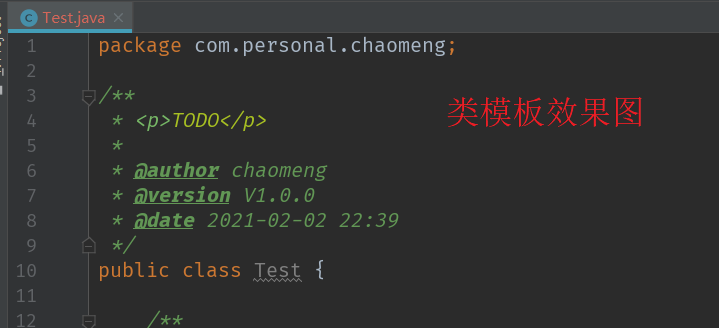 Test.java
1 package com.personal.chaomeng;
2
3 /**
4 * <p>TODO</p>
5 *
6 * @author chaomeng
7 * @version V1.0.0
8 * @date 2021-02-02 22:39
9 */
10 public class Test {
11
12 /**
类模板效果图